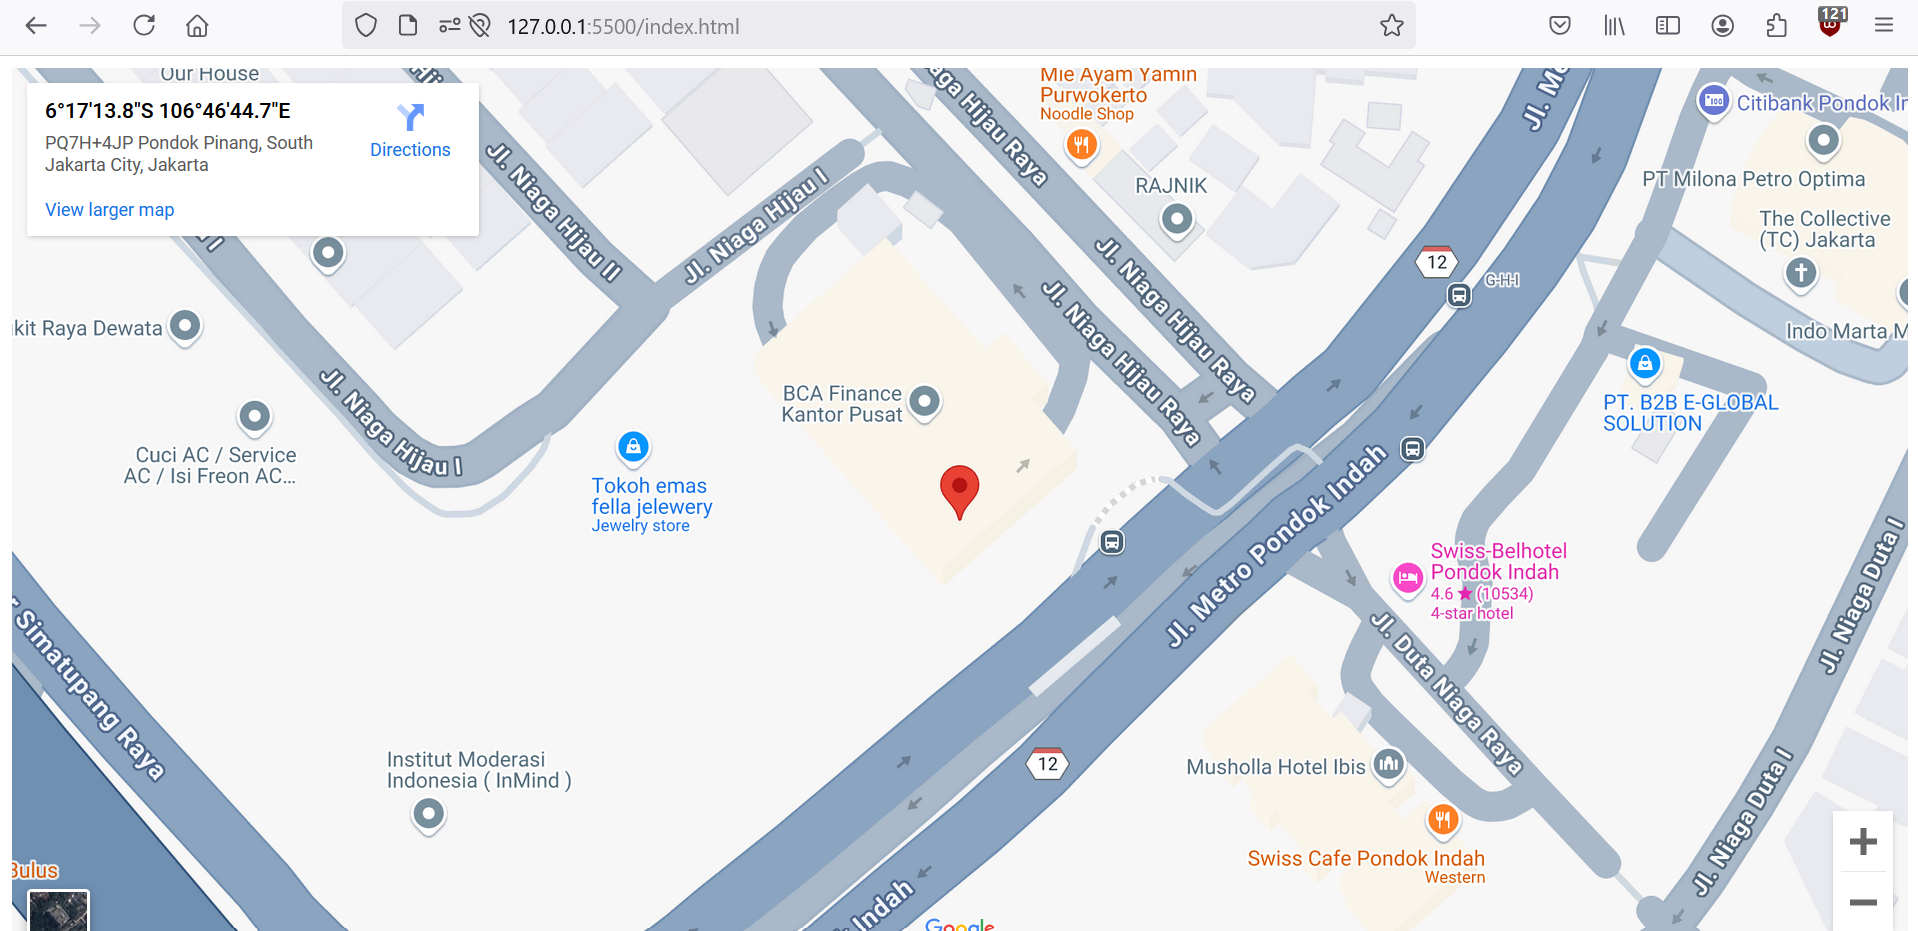 127.0.0.1:5500/index.html
121
6°17'13.8"S 106°46'44.7"E
PQ7H+4JP Pondok Pinang, South
Jakarta City, Jakarta
View larger map
Directions
Our House
Mie Ayam Yamin
Purwokerto
Noodle Shop
RAJNIK
Citibank Pondok In
PT Milona Petro Optima
The Collective
(TC) Jakarta
Indo Marta M
Jl. Niaga Hijau II
Jl. Niaga Hijau I
aga Hijau Raya
Jl. Niaga Hijau Raya
Jl. Niaga Hijau Raya
Jl. Me
12
G-H-I
kit Raya Dewata
Cuci AC / Service
AC / Isi Freon AC...
Jl. Niaga Hijau I
BCA Finance
Kantor Pusat
Tokoh emas
fella jelewery
Jewelry store
PT. B2B E-GLOBAL
SOLUTION
Jl. Metro Pondok Indah
Swiss-Belhotel
Pondok Indah
4.6 ★ (10534)
4-star hotel
Jl. Niaga Duta I
Jl. Duta Niaga Raya
Simatupang Raya
Institut Moderasi
Indonesia ( InMind )
12
Musholla Hotel Ibis
Swiss Cafe Pondok Indah
Western
Jl. Niaga Duta I
Bulus
k Indah
Google
+
−